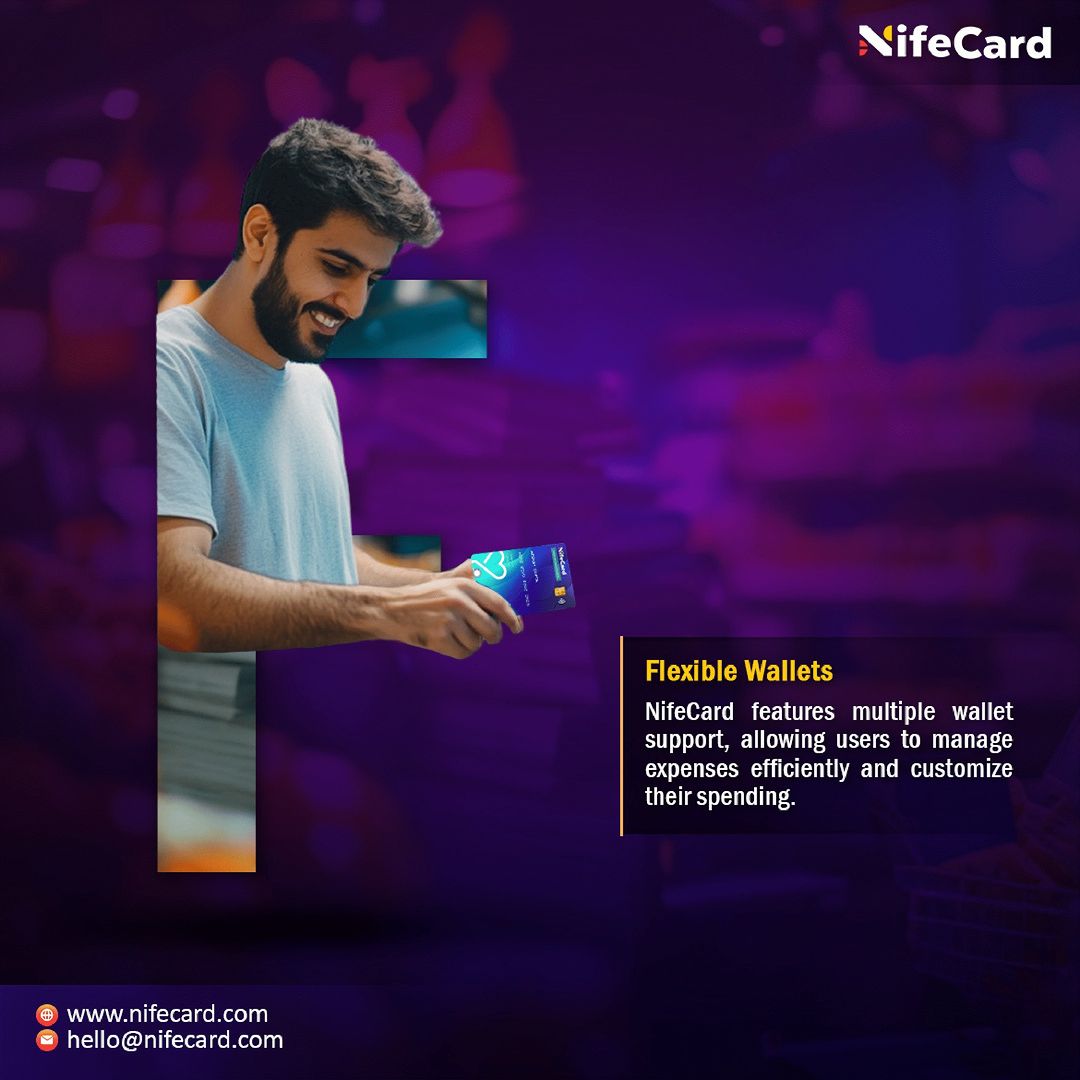 NifeCard
NifeCard
Flexible Wallets
NifeCard features multiple wallet
support, allowing users to manage
expenses efficiently and customize
their spending.
www.nifecard.com
hello@nifecard.com